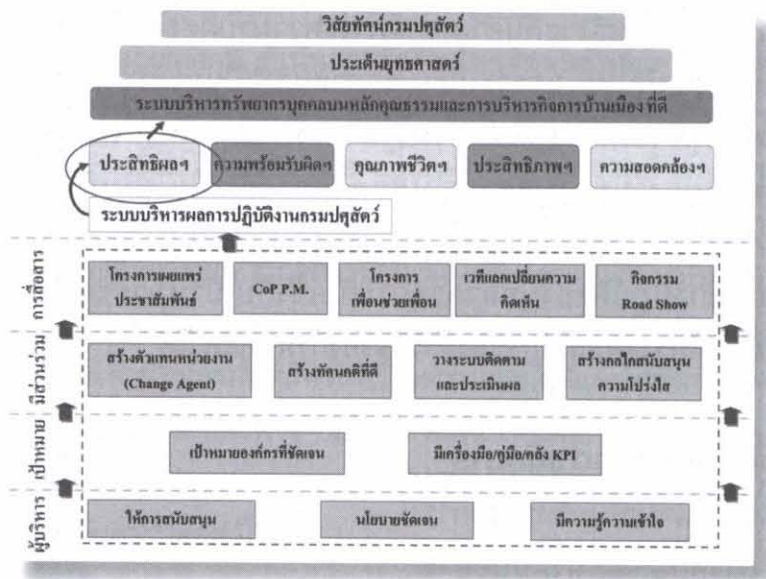 วิสัยทัศน์กรมปศุสัตว์
ประเด็นยุทธศาสตร์
ระบบบริหารทรัพยากรบุคคลบนหลักคุณธรรมและการบริหารกิจการบ้านเมือง ที่ดี
ประสิทธิผลฯ
ความพร้อมรับผิดฯ
คุณภาพชีวิตฯ
ประสิทธิภาพฯ
ความสอดคล้องฯ
ระบบบริหารผลการปฏิบัติงานกรมปศุสัตว์
การสื่อสาร
โครงการเผยแพร่
ประชาสัมพันธ์
CoP P.M.
โครงการ
เพื่อนช่วยเพื่อน
เวทีแลกเปลี่ยนความ
คิดเห็น
กิจกรรม
Road Show
มีส่วนร่วม
สร้างตัวแทนหน่วยงาน
(Change Agent)
สร้างทัศนคติที่ดี
วางระบบติดตาม
และประเมินผล
สร้างกลไกสนับสนุน
ความโปร่งใส
เป้าหมาย
เป้าหมายองค์กรที่ชัดเจน
มีเครื่องมือ/คู่มือ/คลัง KPI
ผู้บริหาร
ให้การสนับสนุน
นโยบายชัดเจน
มีความรู้ความเข้าใจ